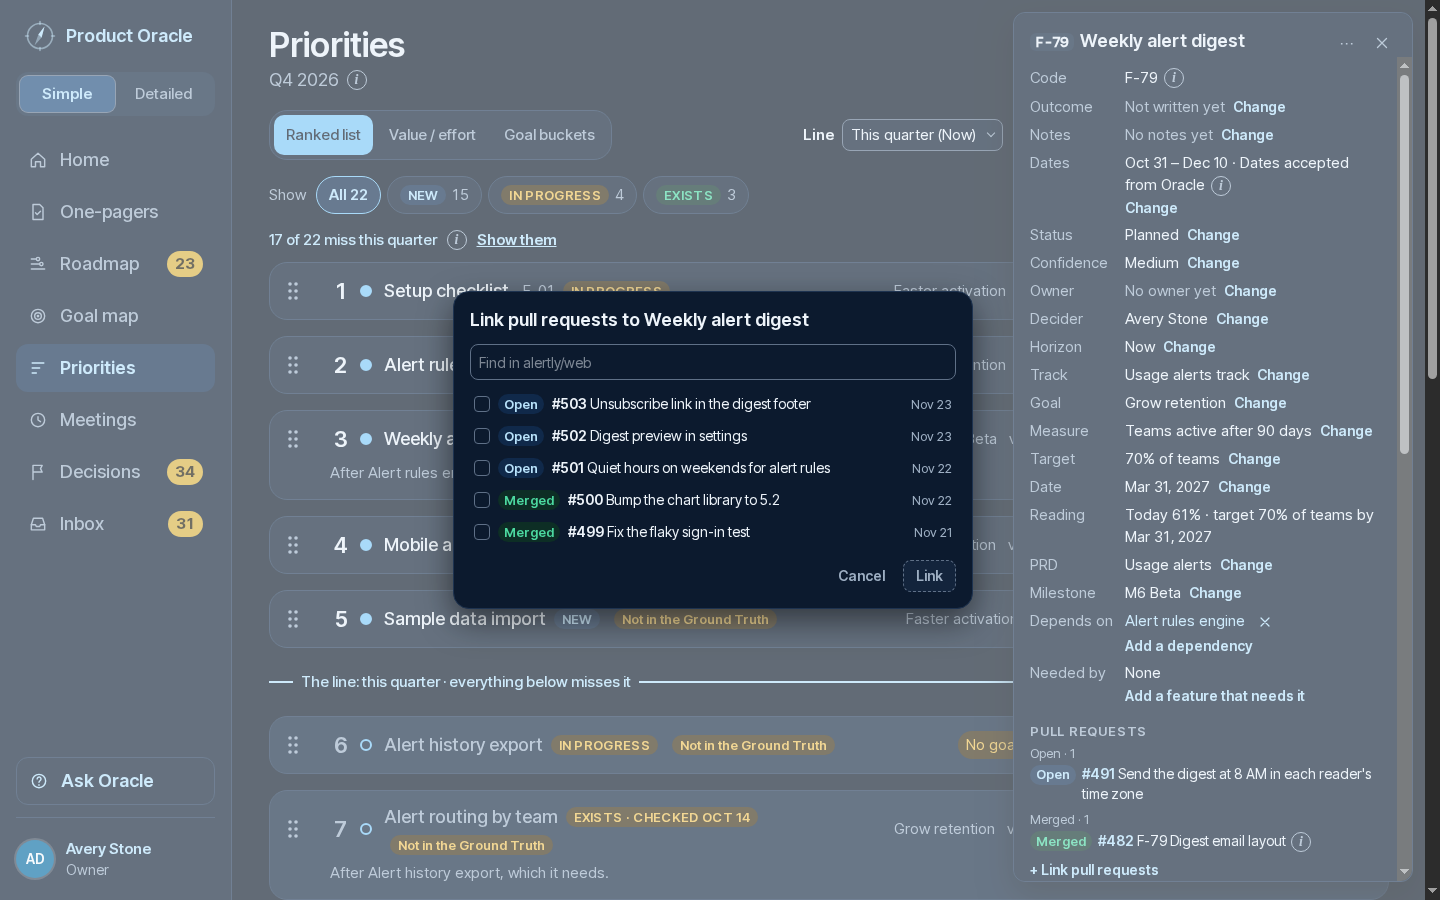 Product Oracle
Simple
Detailed
Home
One-pagers
Roadmap 23
Goal map
Priorities
Meetings
Decisions 34
Inbox 31
Ask Oracle
AD
Avery Stone
Owner
Priorities
Q4 2026 i
Ranked list
Value / effort
Goal buckets
Line This quarter (Now)
Show All 22 NEW 15 IN PROGRESS 4 EXISTS 3
17 of 22 miss this quarter i Show them
1 Setup checklist F-01 IN PROGRESS Faster activation
2 Alert rule
3 Weekly a
After Alert rules e
4 Mobile a
5 Sample data import NEW Not in the Ground Truth Faster activation
The line: this quarter · everything below misses it
6 Alert history export IN PROGRESS Not in the Ground Truth No goa
7 Alert routing by team EXISTS · CHECKED OCT 14
Not in the Ground Truth
Grow retention
After Alert history export, which it needs.
Link pull requests to Weekly alert digest
Find in alertly/web
Open #503 Unsubscribe link in the digest footer Nov 23
Open #502 Digest preview in settings Nov 23
Open #501 Quiet hours on weekends for alert rules Nov 22
Merged #500 Bump the chart library to 5.2 Nov 22
Merged #499 Fix the flaky sign-in test Nov 21
Cancel
Link
F-79 Weekly alert digest
Code F-79 i
Outcome Not written yet Change
Notes No notes yet Change
Dates Oct 31 – Dec 10 · Dates accepted
from Oracle i
Change
Status Planned Change
Confidence Medium Change
Owner No owner yet Change
Decider Avery Stone Change
Horizon Now Change
Track Usage alerts track Change
Goal Grow retention Change
Measure Teams active after 90 days Change
Target 70% of teams Change
Date Mar 31, 2027 Change
Reading Today 61% · target 70% of teams by
Mar 31, 2027
PRD Usage alerts Change
Milestone M6 Beta Change
Depends on Alert rules engine
Add a dependency
Needed by None
Add a feature that needs it
PULL REQUESTS
Open · 1
Open #491 Send the digest at 8 AM in each reader's
time zone
Merged · 1
Merged #482 F-79 Digest email layout i
+ Link pull requests